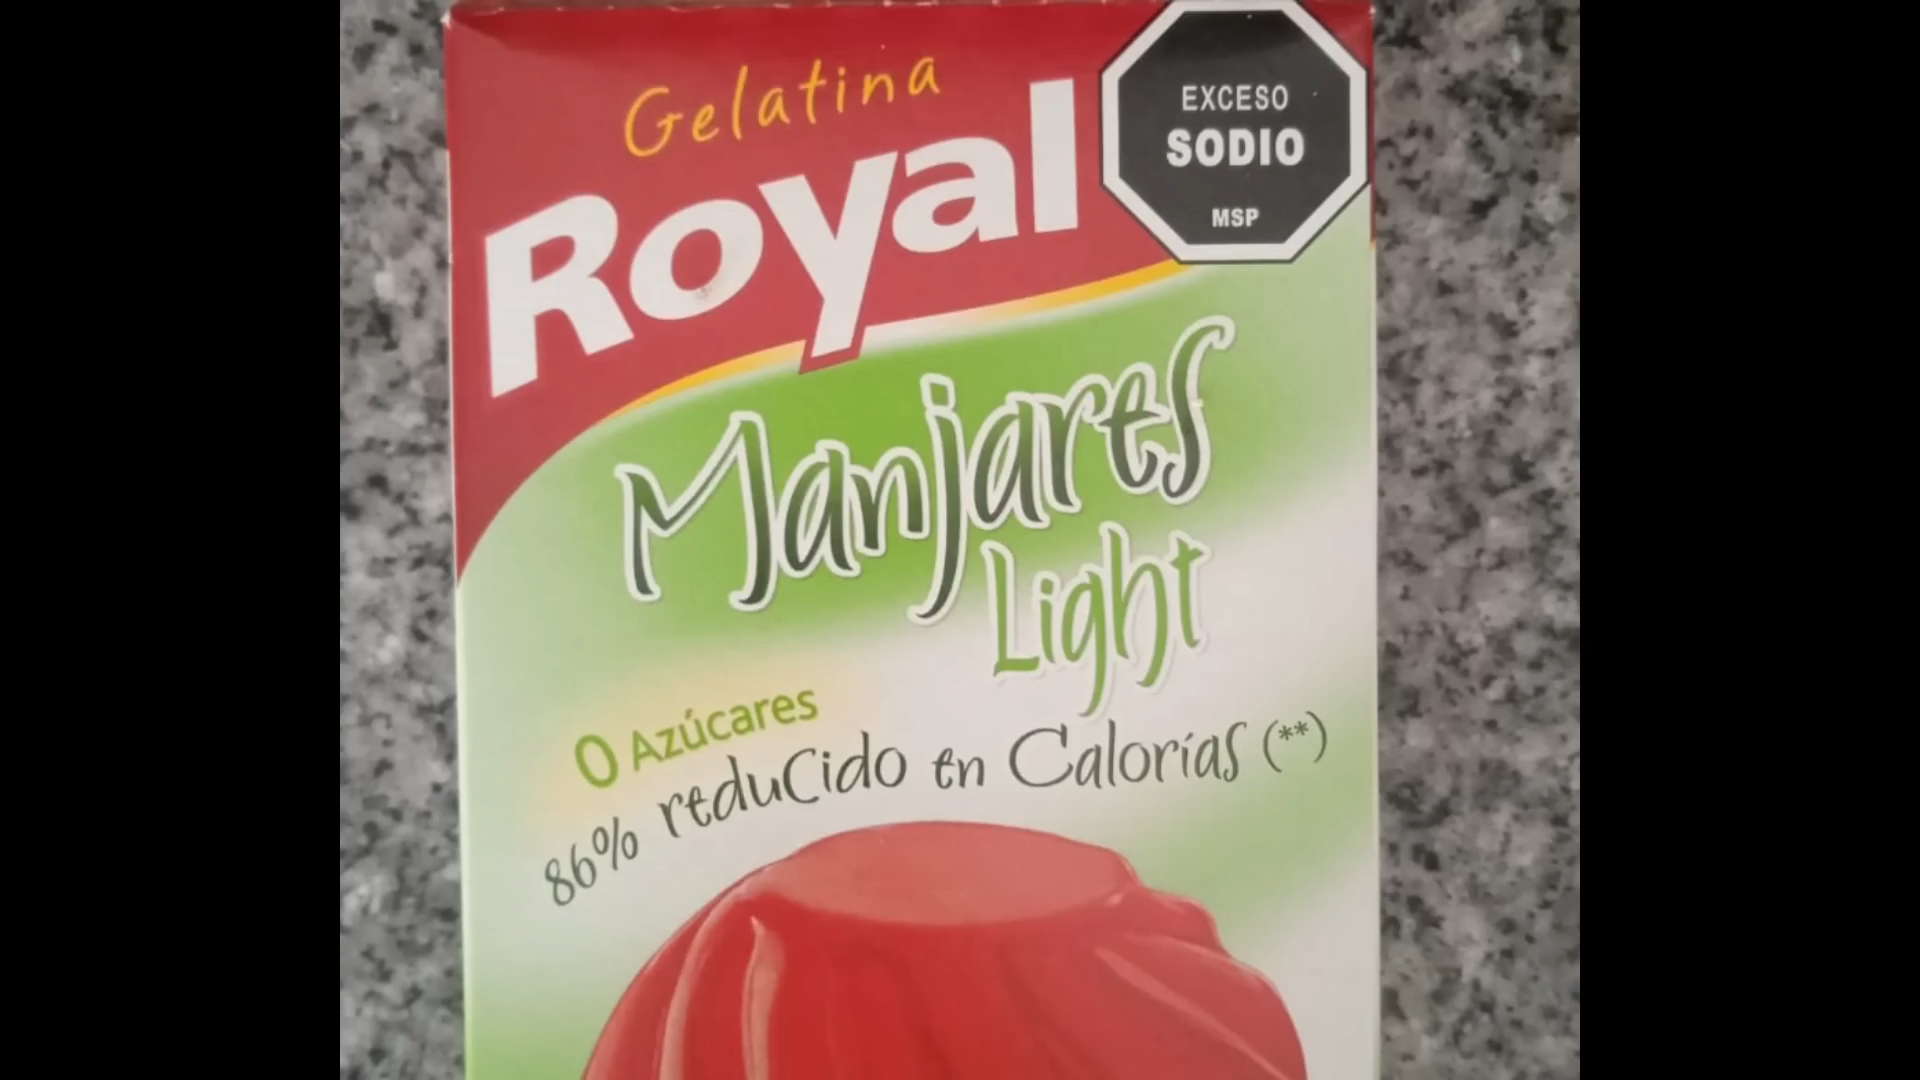 Gelatina
Royal
EXCESO
SODIO
MSP
Manjares
Light
0 Azúcares
86% reducido en Calorías (**)